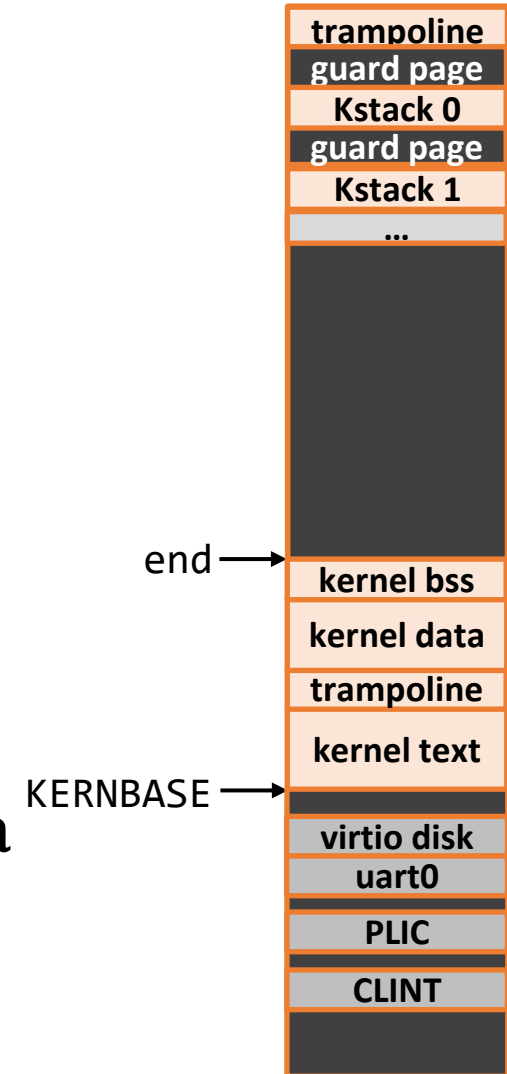 trampoline
guard page
Kstack 0
guard page
Kstack 1
...
end
kernel bss
kernel data
trampoline
kernel text
KERNBASE
a
virtio disk
uart0
PLIC
CLINT